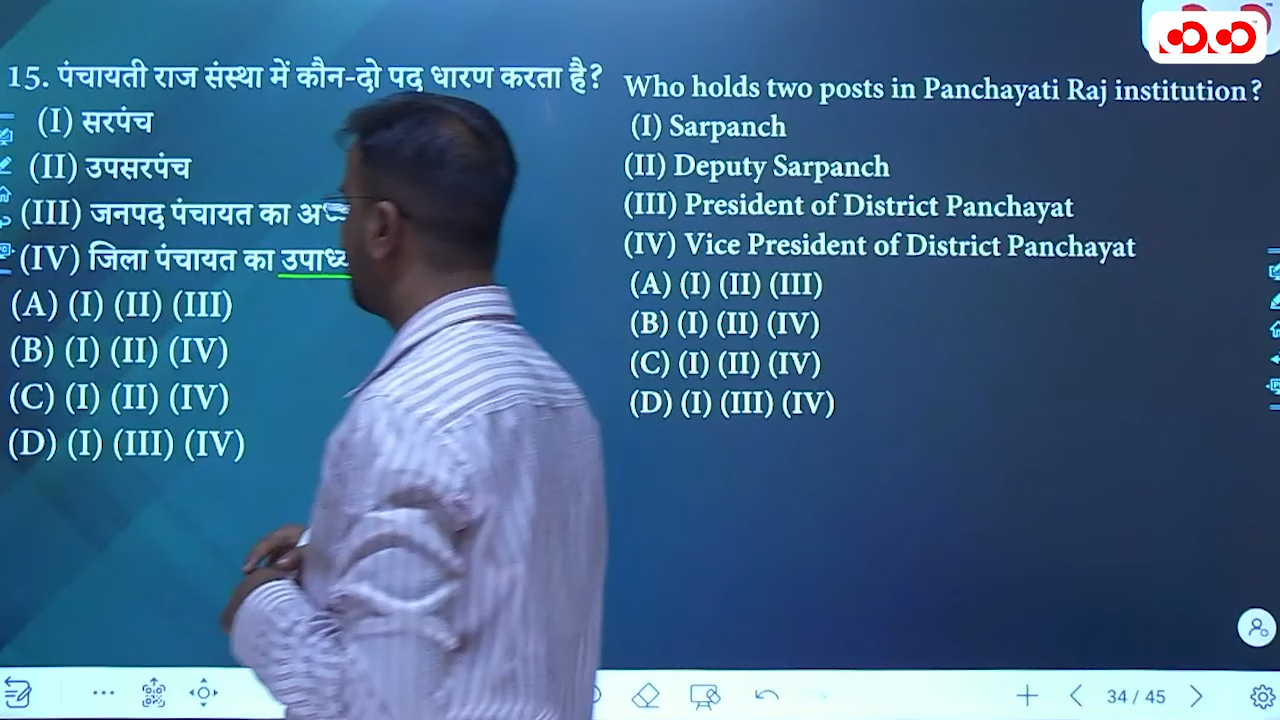 15. पंचायती राज संस्था में कौन-दो पद धारण करता है?
(I) सरपंच
(II) उपसरपंच
(III) जनपद पंचायत का
(IV) जिला पंचायत का
(A) (I) (II) (III)
(B) (I) (II) (IV)
(C) (I) (II) (IV)
(D) (I) (III) (IV)
Who holds two posts in Panchayati Raj institution?
(I) Sarpanch
(II) Deputy Sarpanch
(III) President of District Panchayat
(IV) Vice President of District Panchayat
(A) (I) (II) (III)
(B) (I) (II) (IV)
(C) (I) (II) (IV)
(D) (I) (III) (IV)
34 / 45